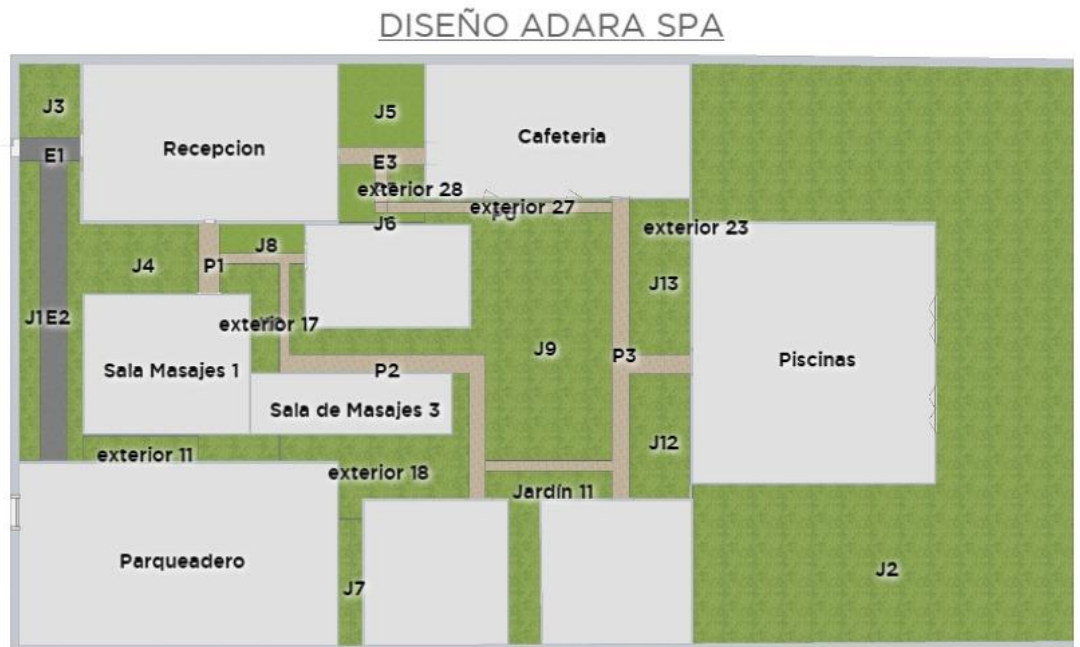 DISEÑO ADARA SPA
J3
J5
Recepcion
Cafeteria
E1
E3
exterior 28
exterior 27
J6
exterior 23
J8
J4
P1
J13
J1E2
exterior 17
J9
P3
Piscinas
Sala Masajes 1
P2
Sala de Masajes 3
J12
exterior 11
exterior 18
Jardín 11
Parqueadero
J7
J2